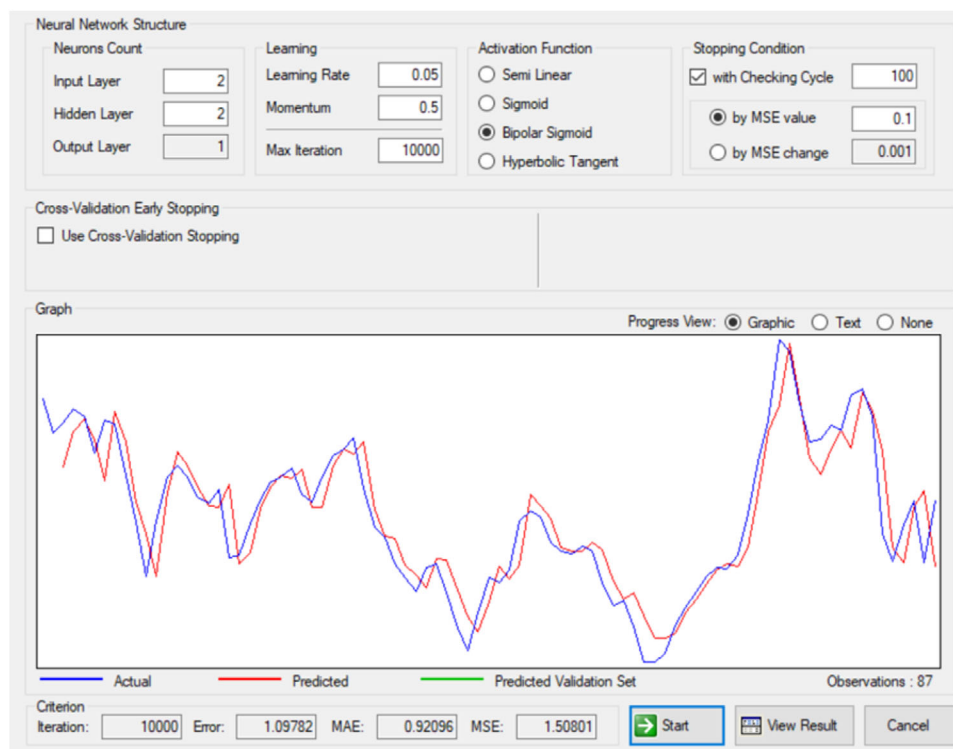 Neural Network Structure
Neurons Count
Input Layer 2
Hidden Layer 2
Output Layer 1
Learning
Learning Rate 0.05
Momentum 0.5
Max Iteration 10000
Activation Function
Semi Linear
Sigmoid
Bipolar Sigmoid
Hyperbolic Tangent
Stopping Condition
with Checking Cycle 100
by MSE value 0.1
by MSE change 0.001
Cross-Validation Early Stopping
Use Cross-Validation Stopping
Graph
Progress View: Graphic Text None
Actual Predicted Predicted Validation Set Observations : 87
Criterion
Iteration: 10000 Error: 1.09782 MAE: 0.92096 MSE: 1.50801 Start View Result Cancel